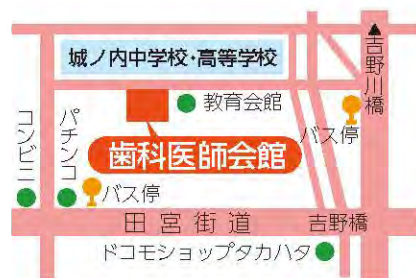 城ノ内中学校・高等学校
▲吉野川橋
教育会館
バス停
コンビニ
パチンコ
歯科医師会館
バス停
田宮街道
吉野橋
ドコモショップタカハタ